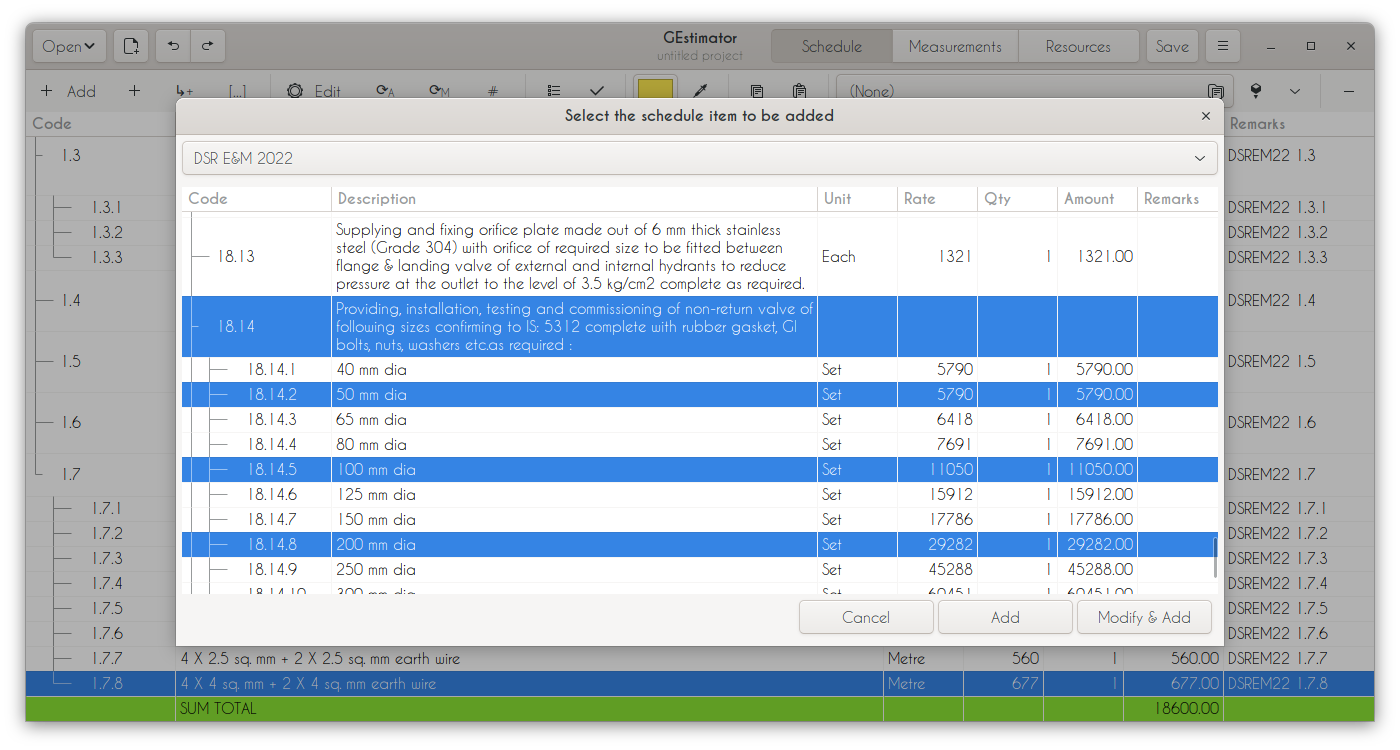 Open
GEstimator
untitled project
Schedule
Measurements
Resources
Save
Add
[...]
Edit
A
M
#
(None)
Code
Remarks
1.3 DSREM22 1.3
1.3.1 DSREM22 1.3.1
1.3.2 DSREM22 1.3.2
1.3.3 DSREM22 1.3.3
1.4 DSREM22 1.4
1.5 DSREM22 1.5
1.6 DSREM22 1.6
1.7 DSREM22 1.7
1.7.1 DSREM22 1.7.1
1.7.2 DSREM22 1.7.2
1.7.3 DSREM22 1.7.3
1.7.4 DSREM22 1.7.4
1.7.5 DSREM22 1.7.5
1.7.6 DSREM22 1.7.6
Select the schedule item to be added
DSR E&M 2022
Code Description Unit Rate Qty Amount Remarks
Supplying and fixing orifice plate made out of 6 mm thick stainless
steel (Grade 304) with orifice of required size to be fitted between
18.13 Each 1321 1 1321.00
flange & landing valve of external and internal hydrants to reduce
pressure at the outlet to the level of 3.5 kg/cm2 complete as required.
Providing, installation, testing and commissioning of non-return valve of
18.14 following sizes confirming to IS: 5312 complete with rubber gasket, GI
bolts, nuts, washers etc.as required :
18.14.1 40 mm dia Set 5790 1 5790.00
18.14.2 50 mm dia Set 5790 1 5790.00
18.14.3 65 mm dia Set 6418 1 6418.00
18.14.4 80 mm dia Set 7691 1 7691.00
18.14.5 100 mm dia Set 11050 1 11050.00
18.14.6 125 mm dia Set 15912 1 15912.00
18.14.7 150 mm dia Set 17786 1 17786.00
18.14.8 200 mm dia Set 29282 1 29282.00
18.14.9 250 mm dia Set 45288 1 45288.00
18.14.10 300 mm dia Set 60451 1 60451.00
Cancel
Add
Modify & Add
1.7.7 4 X 2.5 sq. mm + 2 X 2.5 sq. mm earth wire Metre 560 1 560.00 DSREM22 1.7.7
1.7.8 4 X 4 sq. mm + 2 X 4 sq. mm earth wire Metre 677 1 677.00 DSREM22 1.7.8
SUM TOTAL 18600.00